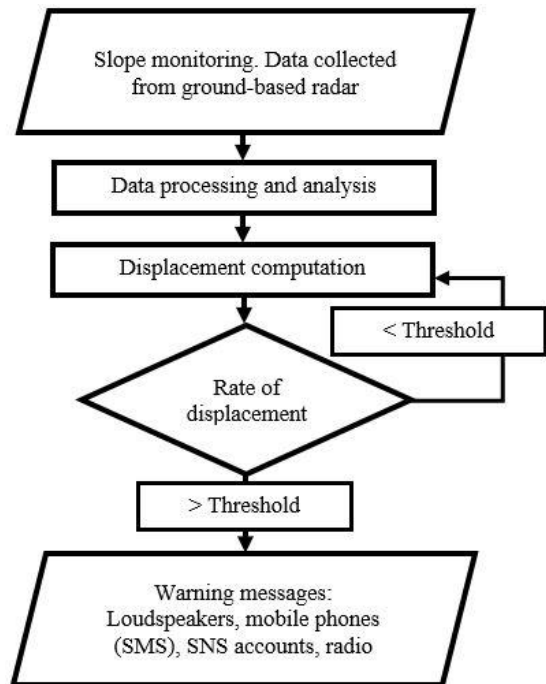 Slope monitoring. Data collected
from ground-based radar
Data processing and analysis
Displacement computation
< Threshold
Rate of
displacement
> Threshold
Warning messages:
Loudspeakers, mobile phones
(SMS), SNS accounts, radio